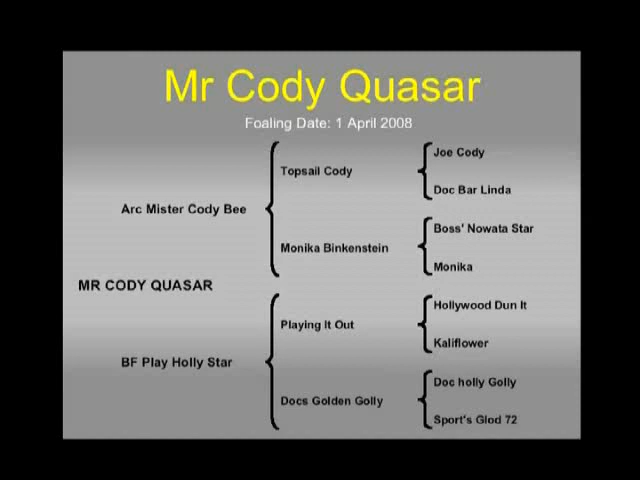 Mr Cody Quasar
Foaling Date: 1 April 2008
Joe Cody
Topsail Cody
Doc Bar Linda
Arc Mister Cody Bee
Boss' Nowata Star
Monika Binkenstein
Monika
MR CODY QUASAR
Hollywood Dun It
Playing It Out
Kaliflower
BF Play Holly Star
Doc holly Golly
Docs Golden Golly
Sport's Glod 72